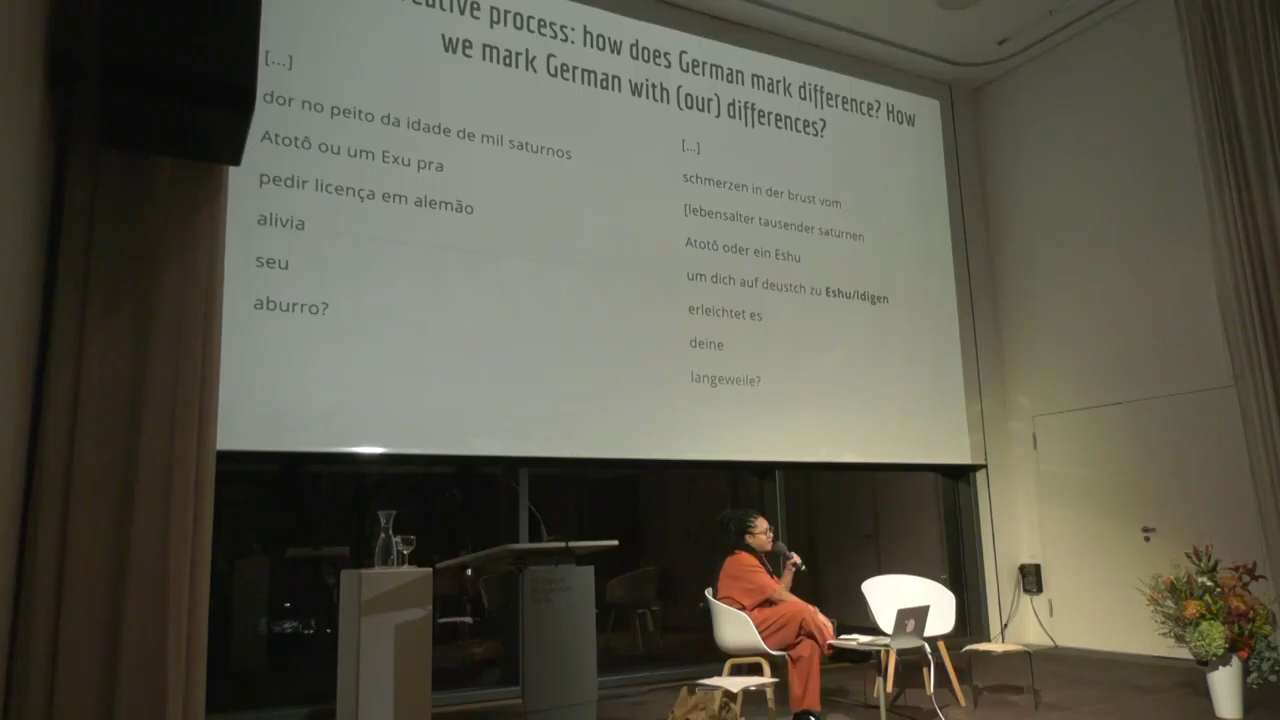 creative process: how does German mark difference? How
we mark German with (our) differences?
[...]
dor no peito da idade de mil saturnos
Atotô ou um Exu pra
pedir licença em alemão
alivia
seu
aburro?
[...]
schmerzen in der brust vom
[lebensalter tausender saturnen
Atotô oder ein Eshu
um dich auf deustch zu Eshu/ldigen
erleichtet es
deine
langeweile?